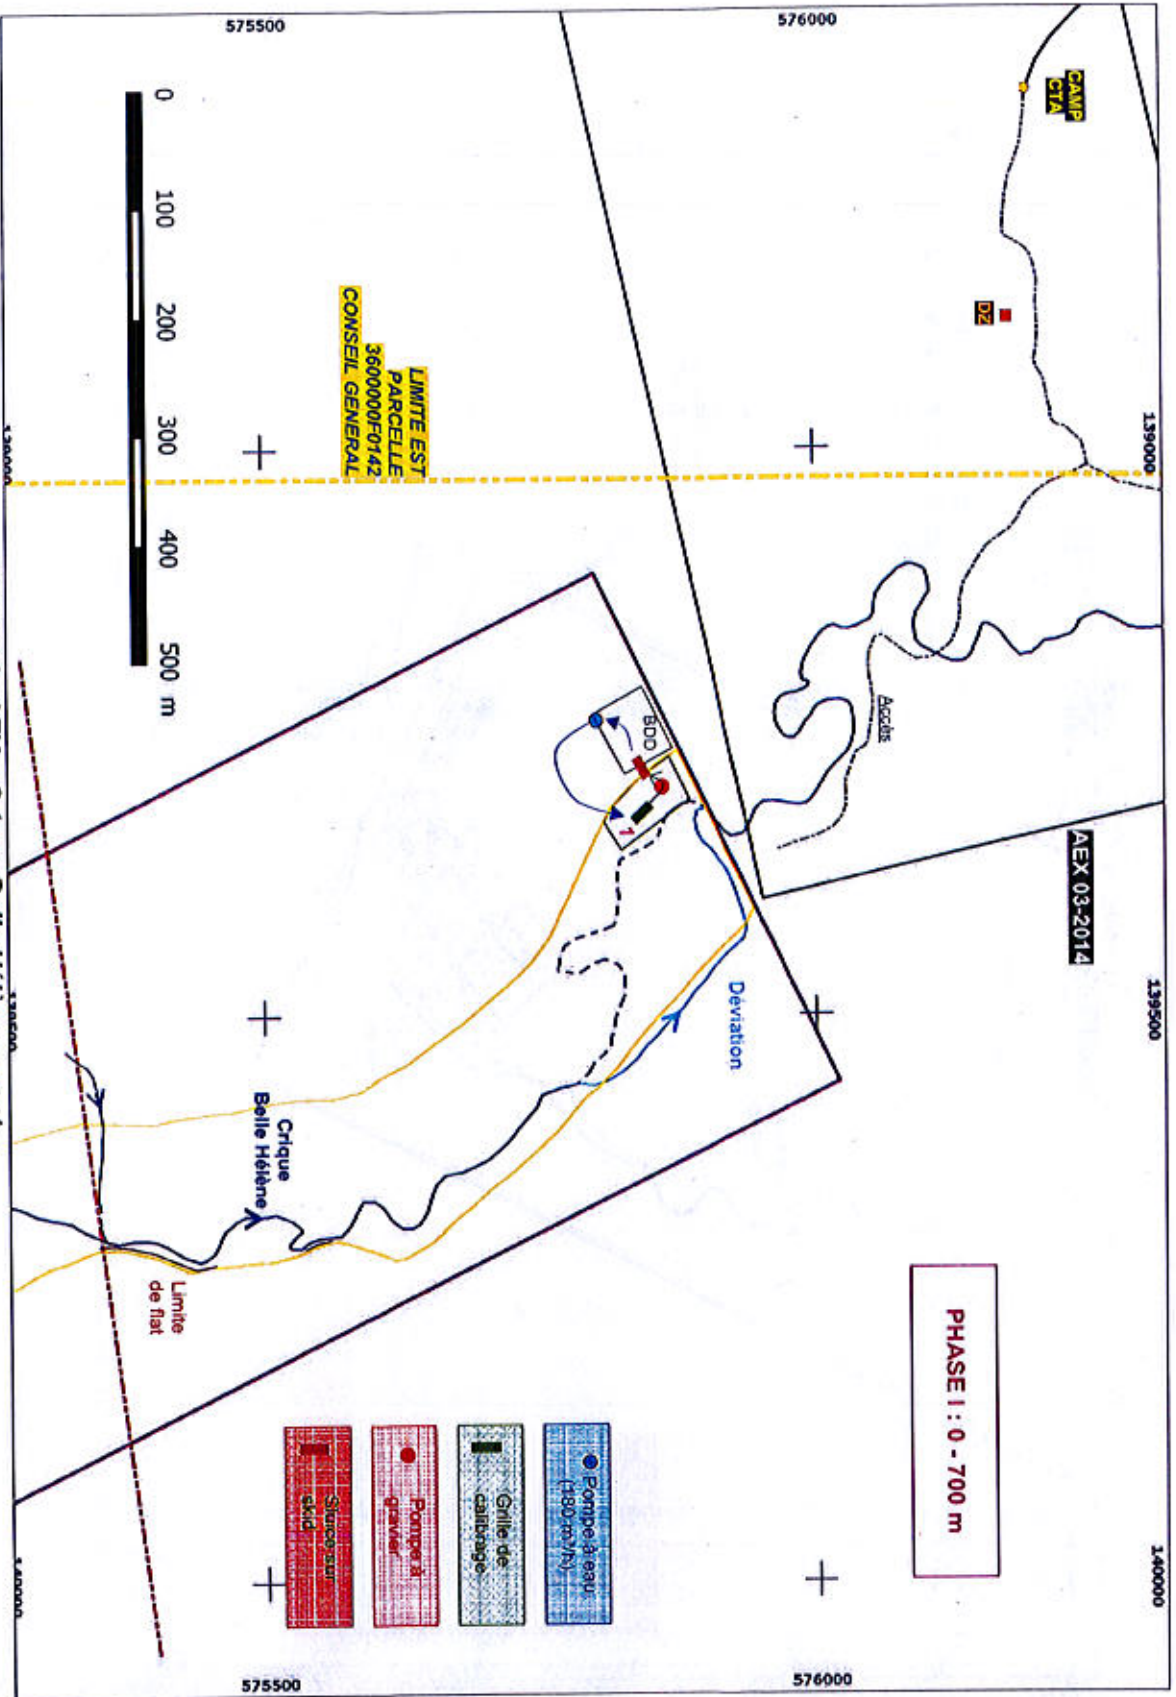 575500
576000
CAMP
CTA
DZ
139000
0
100
200
300
400
500 m
LIMITE EST
PARCELLE
3600000F0142
CONSEIL GENERAL
Accès
AEX 03-2014
BDD
1
Déviation
139500
Crique
Belle Hélène
Limite
de flat
PHASE I : 0 - 700 m
Pompe à eau
(180 m³/h)
Grille de
calibrage
Pompe à
gravier
Sluice sur
skid
140000
575500
576000